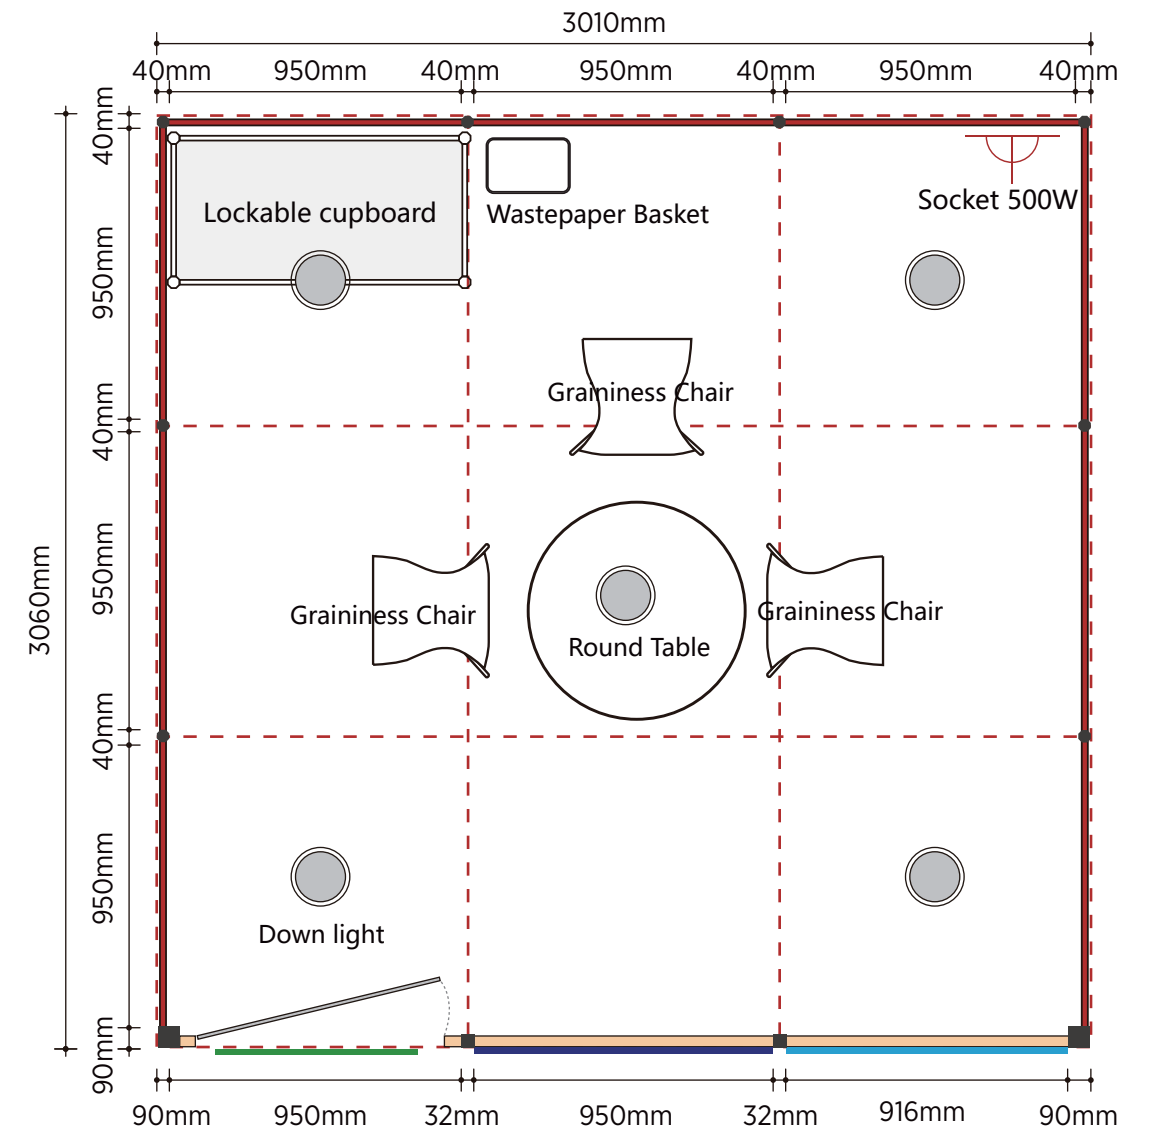 3010mm
40mm 950mm 40mm 950mm 40mm 950mm 40mm
40mm
950mm
40mm
950mm
40mm
950mm
90mm
3060mm
Lockable cupboard
Wastepaper Basket
Socket 500W
Graininess Chair
Graininess Chair
Graininess Chair
Round Table
Down light
90mm 950mm 32mm 950mm 32mm 916mm 90mm